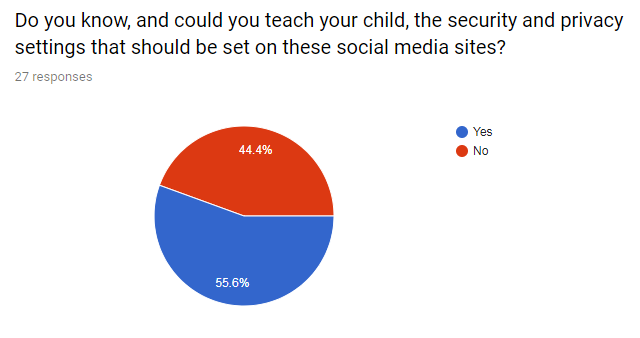 Do you know, and could you teach your child, the security and privacy
settings that should be set on these social media sites?
27 responses
44.4%
55.6%
Yes
No